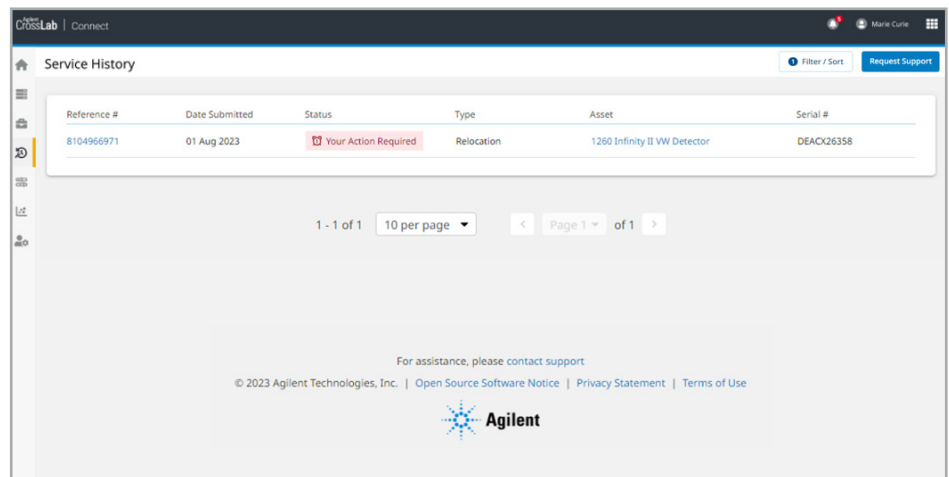 Agilent
CrossLab | Connect
5
Marie Curie
Service History
1 Filter / Sort
Request Support
Reference # Date Submitted Status Type Asset Serial #
8104966971 01 Aug 2023 Your Action Required Relocation 1260 Infinity II VW Detector DEACX26358
1 - 1 of 1 10 per page < Page 1 of 1 >
For assistance, please contact support
© 2023 Agilent Technologies, Inc. | Open Source Software Notice | Privacy Statement | Terms of Use
Agilent